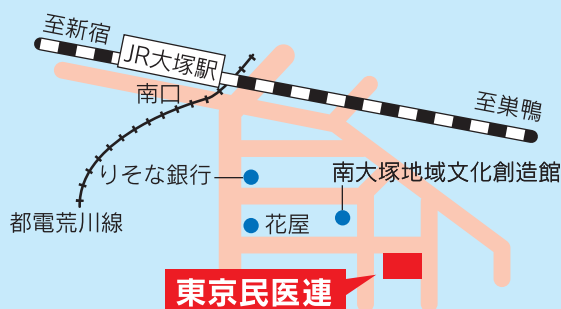 至新宿
JR大塚駅
南口
至巣鴨
りそな銀行
南大塚地域文化創造館
都電荒川線
花屋
東京民医連